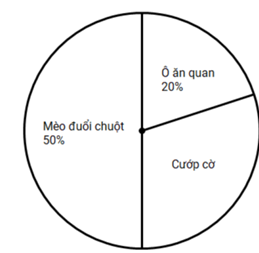 Ô ăn quan
20%
Mèo đuổi chuột
50%
Cướp cờ